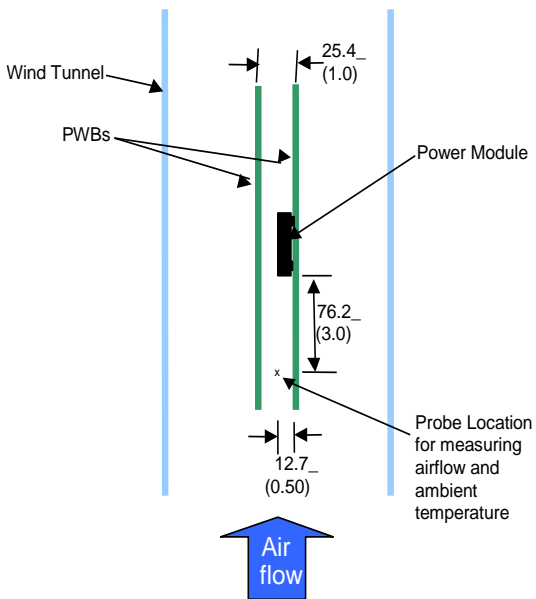 25.4_
(1.0)
Wind Tunnel
PWBs
Power Module
76.2_
(3.0)
x
Probe Location
for measuring
airflow and
ambient
temperature
12.7_
(0.50)
Air
flow